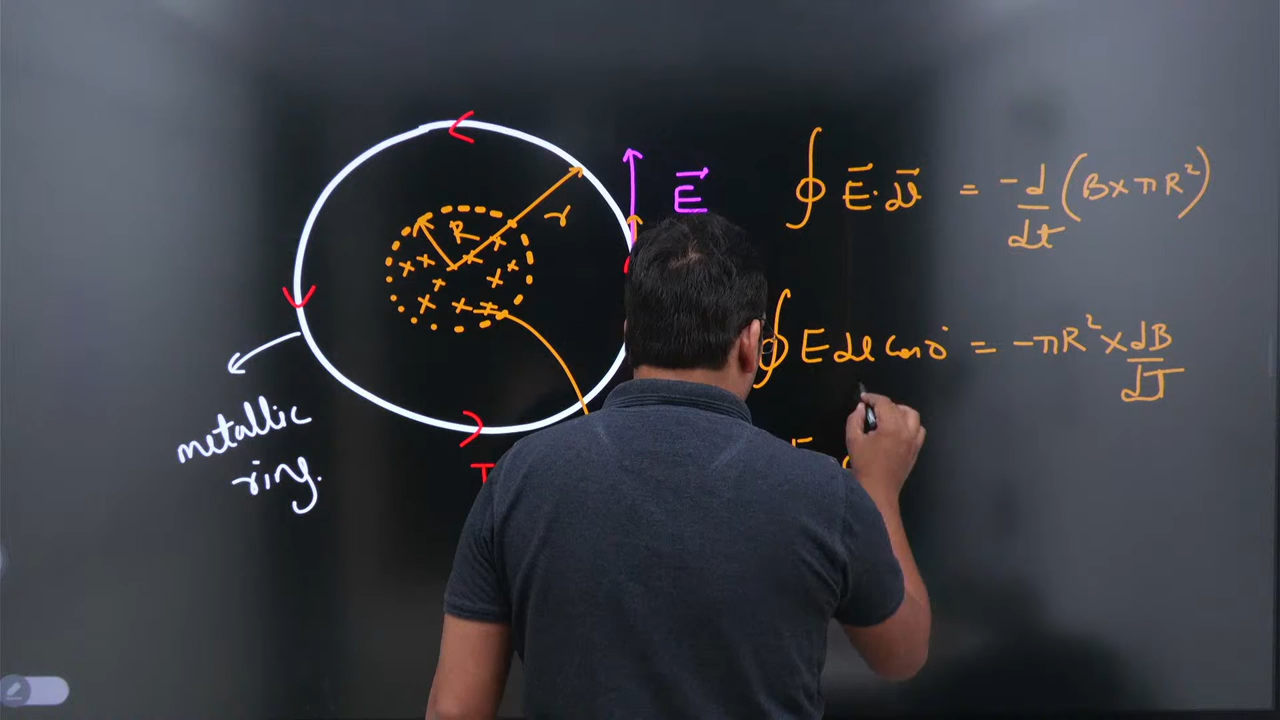 R
r
E⃗
metallic
ring.
I
∮ E⃗·dl⃗ = -d/dt (B×πR²)
∮ E dl cos0° = -πR² × dB/dt
E